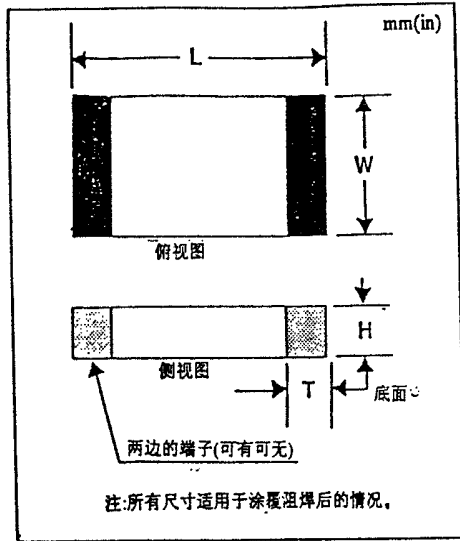 mm(in)
L
W
俯视图
H
侧视图
T
底面
两边的端子(可有可无)
注:所有尺寸适用于涂覆阻焊后的情况。